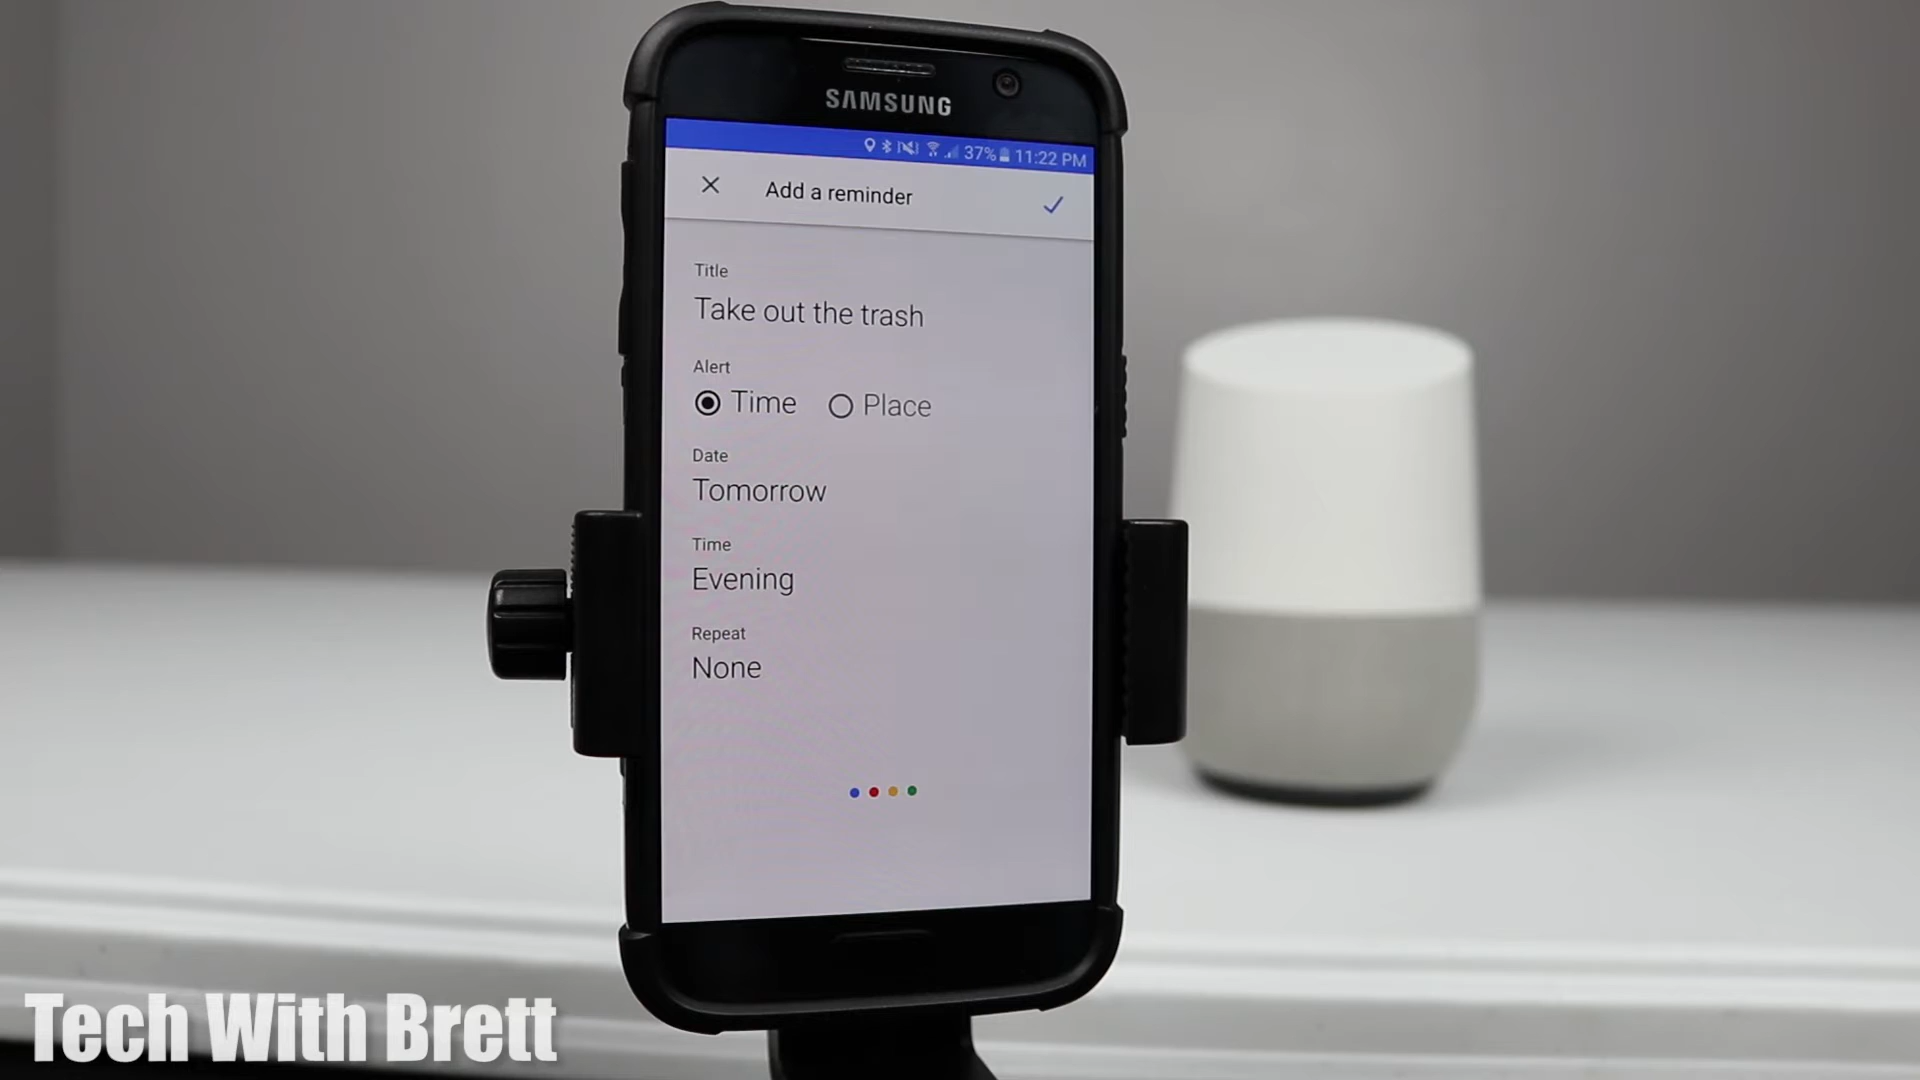 SAMSUNG
37% 11:22 PM
Add a reminder
Title
Take out the trash
Alert
Time Place
Date
Tomorrow
Time
Evening
Repeat
None
Tech With Brett